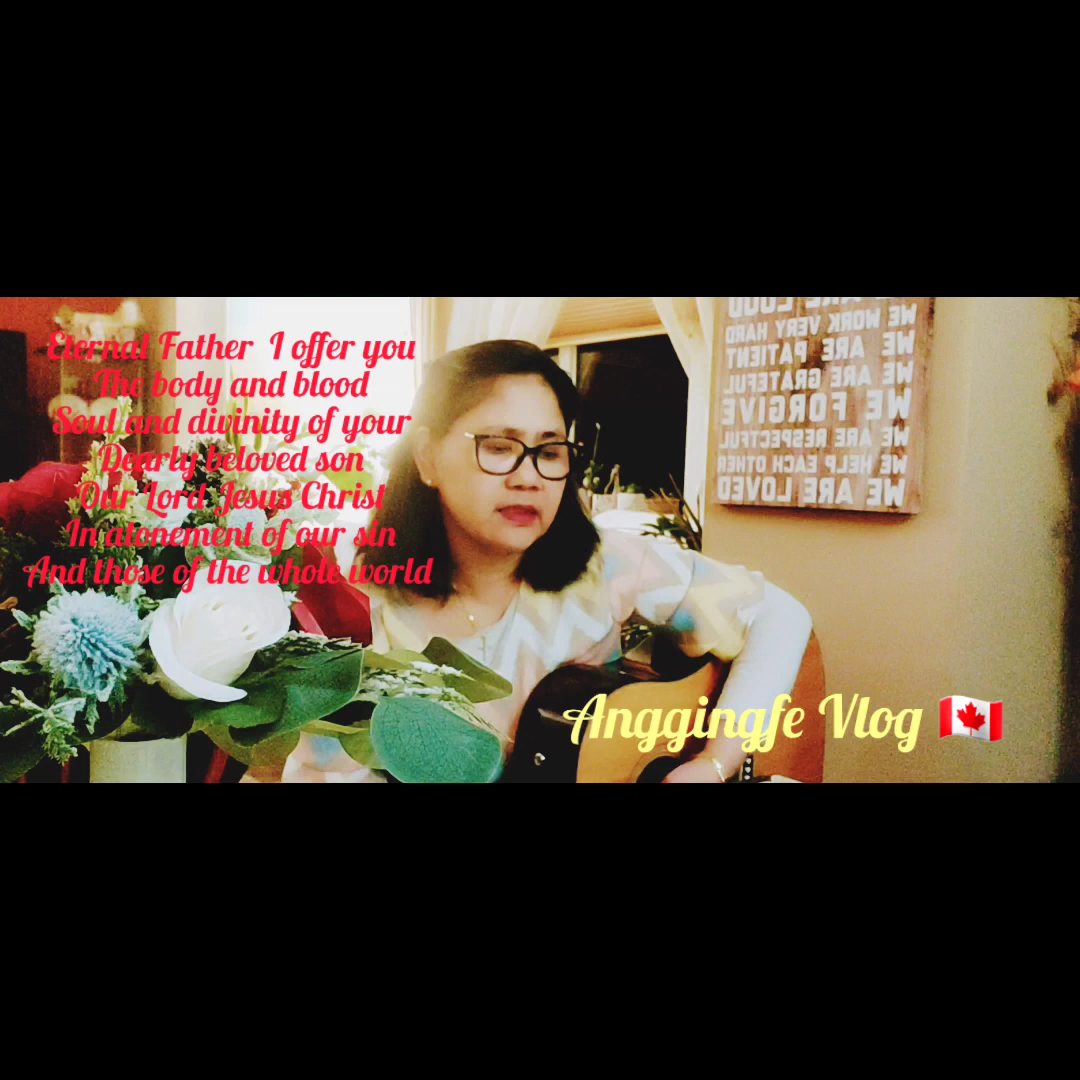 Eternal Father I offer you
The body and blood
Soul and divinity of your
Dearly beloved son
Our Lord Jesus Christ
In atonement of our sin
And those of the whole world
LOUD
WE WORK VERY HARD
WE ARE PATIENT
WE ARE GRATEFUL
WE FORGIVE
WE ARE RESPECTFUL
WE HELP EACH OTHER
WE ARE LOVED
Anggingfe Vlog 🇨🇦